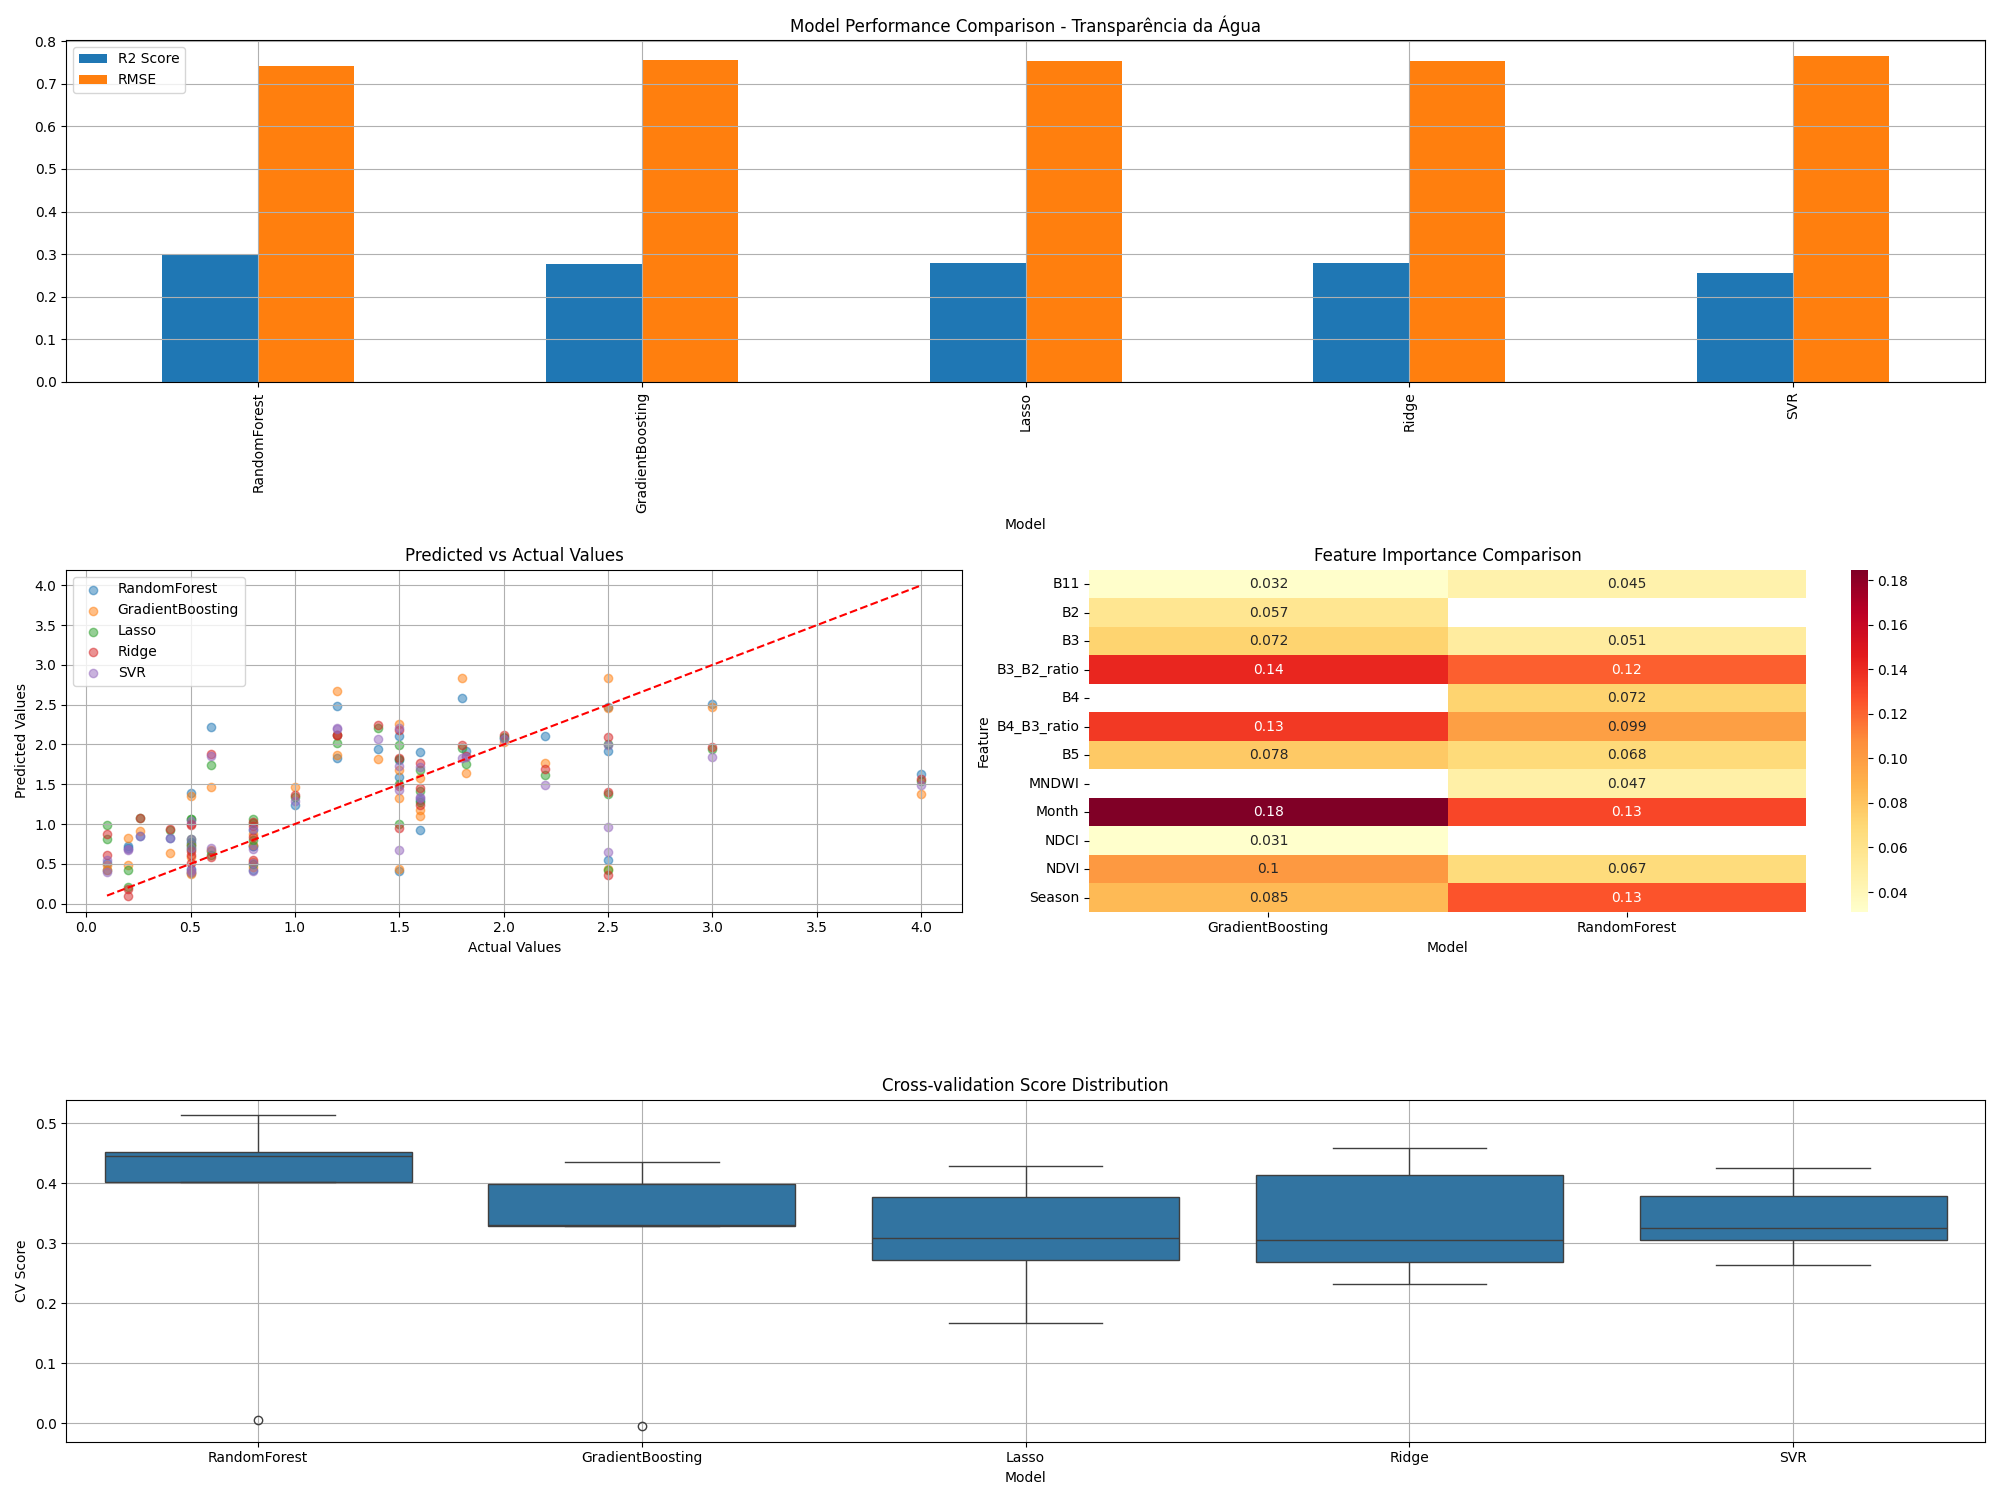 Model Performance Comparison - Transparência da Água
0.8
0.7
0.6
0.5
0.4
0.3
0.2
0.1
0.0
R2 Score
RMSE
RandomForest
GradientBoosting
Lasso
Ridge
SVR
Model
Predicted vs Actual Values
Predicted Values
4.0
3.5
3.0
2.5
2.0
1.5
1.0
0.5
0.0
RandomForest
GradientBoosting
Lasso
Ridge
SVR
0.0 0.5 1.0 1.5 2.0 2.5 3.0 3.5 4.0
Actual Values
Feature Importance Comparison
Feature
B11 0.032 0.045
B2 0.057
B3 0.072 0.051
B3_B2_ratio 0.14 0.12
B4 0.072
B4_B3_ratio 0.13 0.099
B5 0.078 0.068
MNDWI 0.047
Month 0.18 0.13
NDCI 0.031
NDVI 0.1 0.067
Season 0.085 0.13
GradientBoosting RandomForest
Model
0.18
0.16
0.14
0.12
0.10
0.08
0.06
0.04
Cross-validation Score Distribution
CV Score
0.5
0.4
0.3
0.2
0.1
0.0
RandomForest GradientBoosting Lasso Ridge SVR
Model